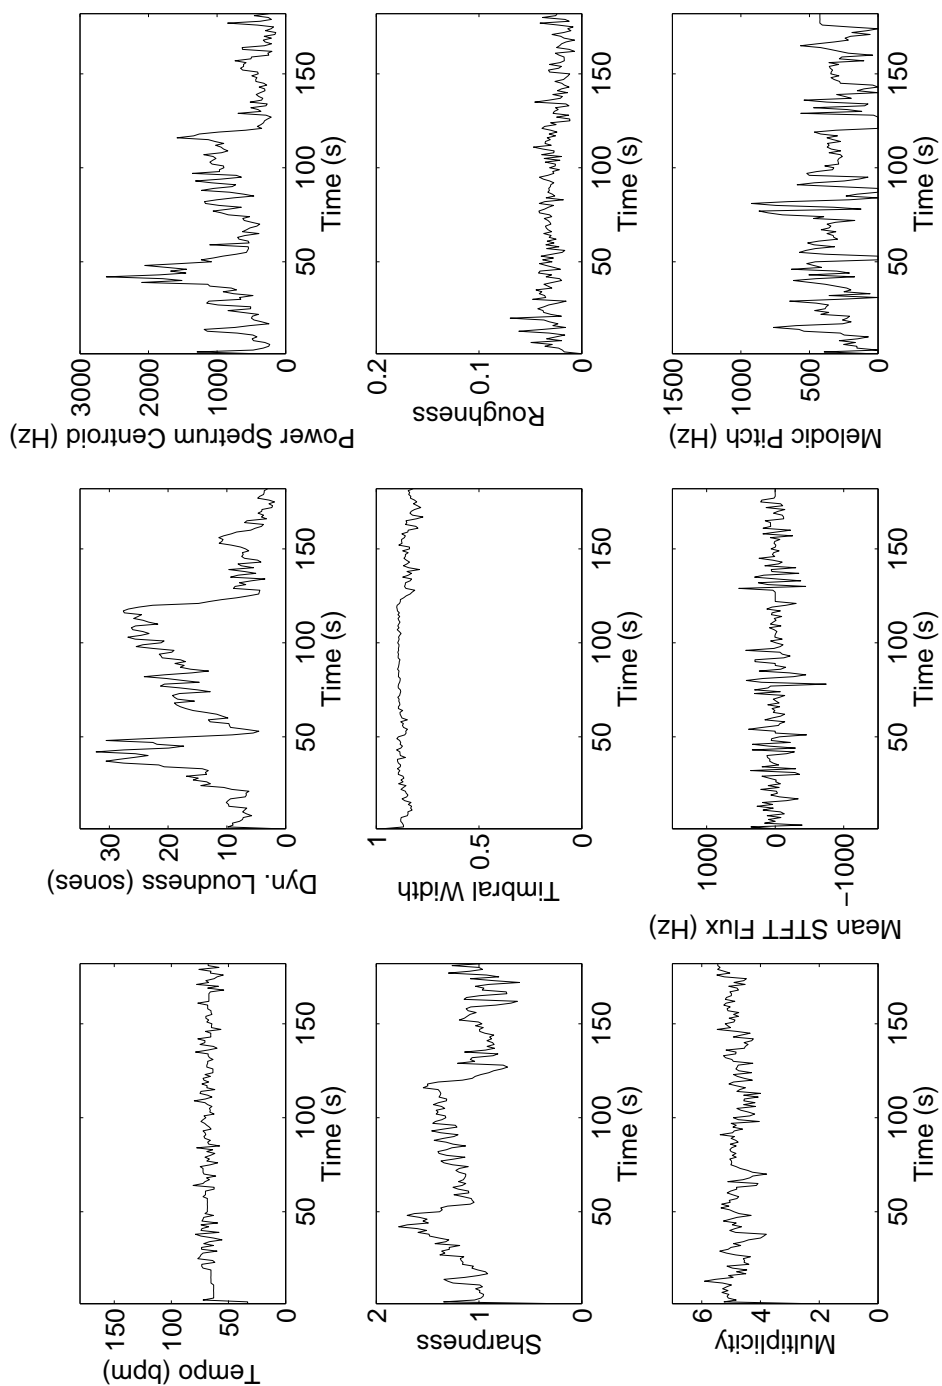 Tempo (bpm)
150
100
50
0
50 100 150
Time (s)
Dyn. Loudness (sones)
30
20
10
0
50 100 150
Time (s)
Power Spetrum Centroid (Hz)
3000
2000
1000
0
50 100 150
Time (s)
Sharpness
2
1
0
50 100 150
Time (s)
Timbral Width
1
0.5
0
50 100 150
Time (s)
Roughness
0.2
0.1
0
50 100 150
Time (s)
Multiplicity
6
4
2
0
50 100 150
Time (s)
Mean STFT Flux (Hz)
1000
0
−1000
50 100 150
Time (s)
Melodic Pitch (Hz)
1500
1000
500
0
50 100 150
Time (s)